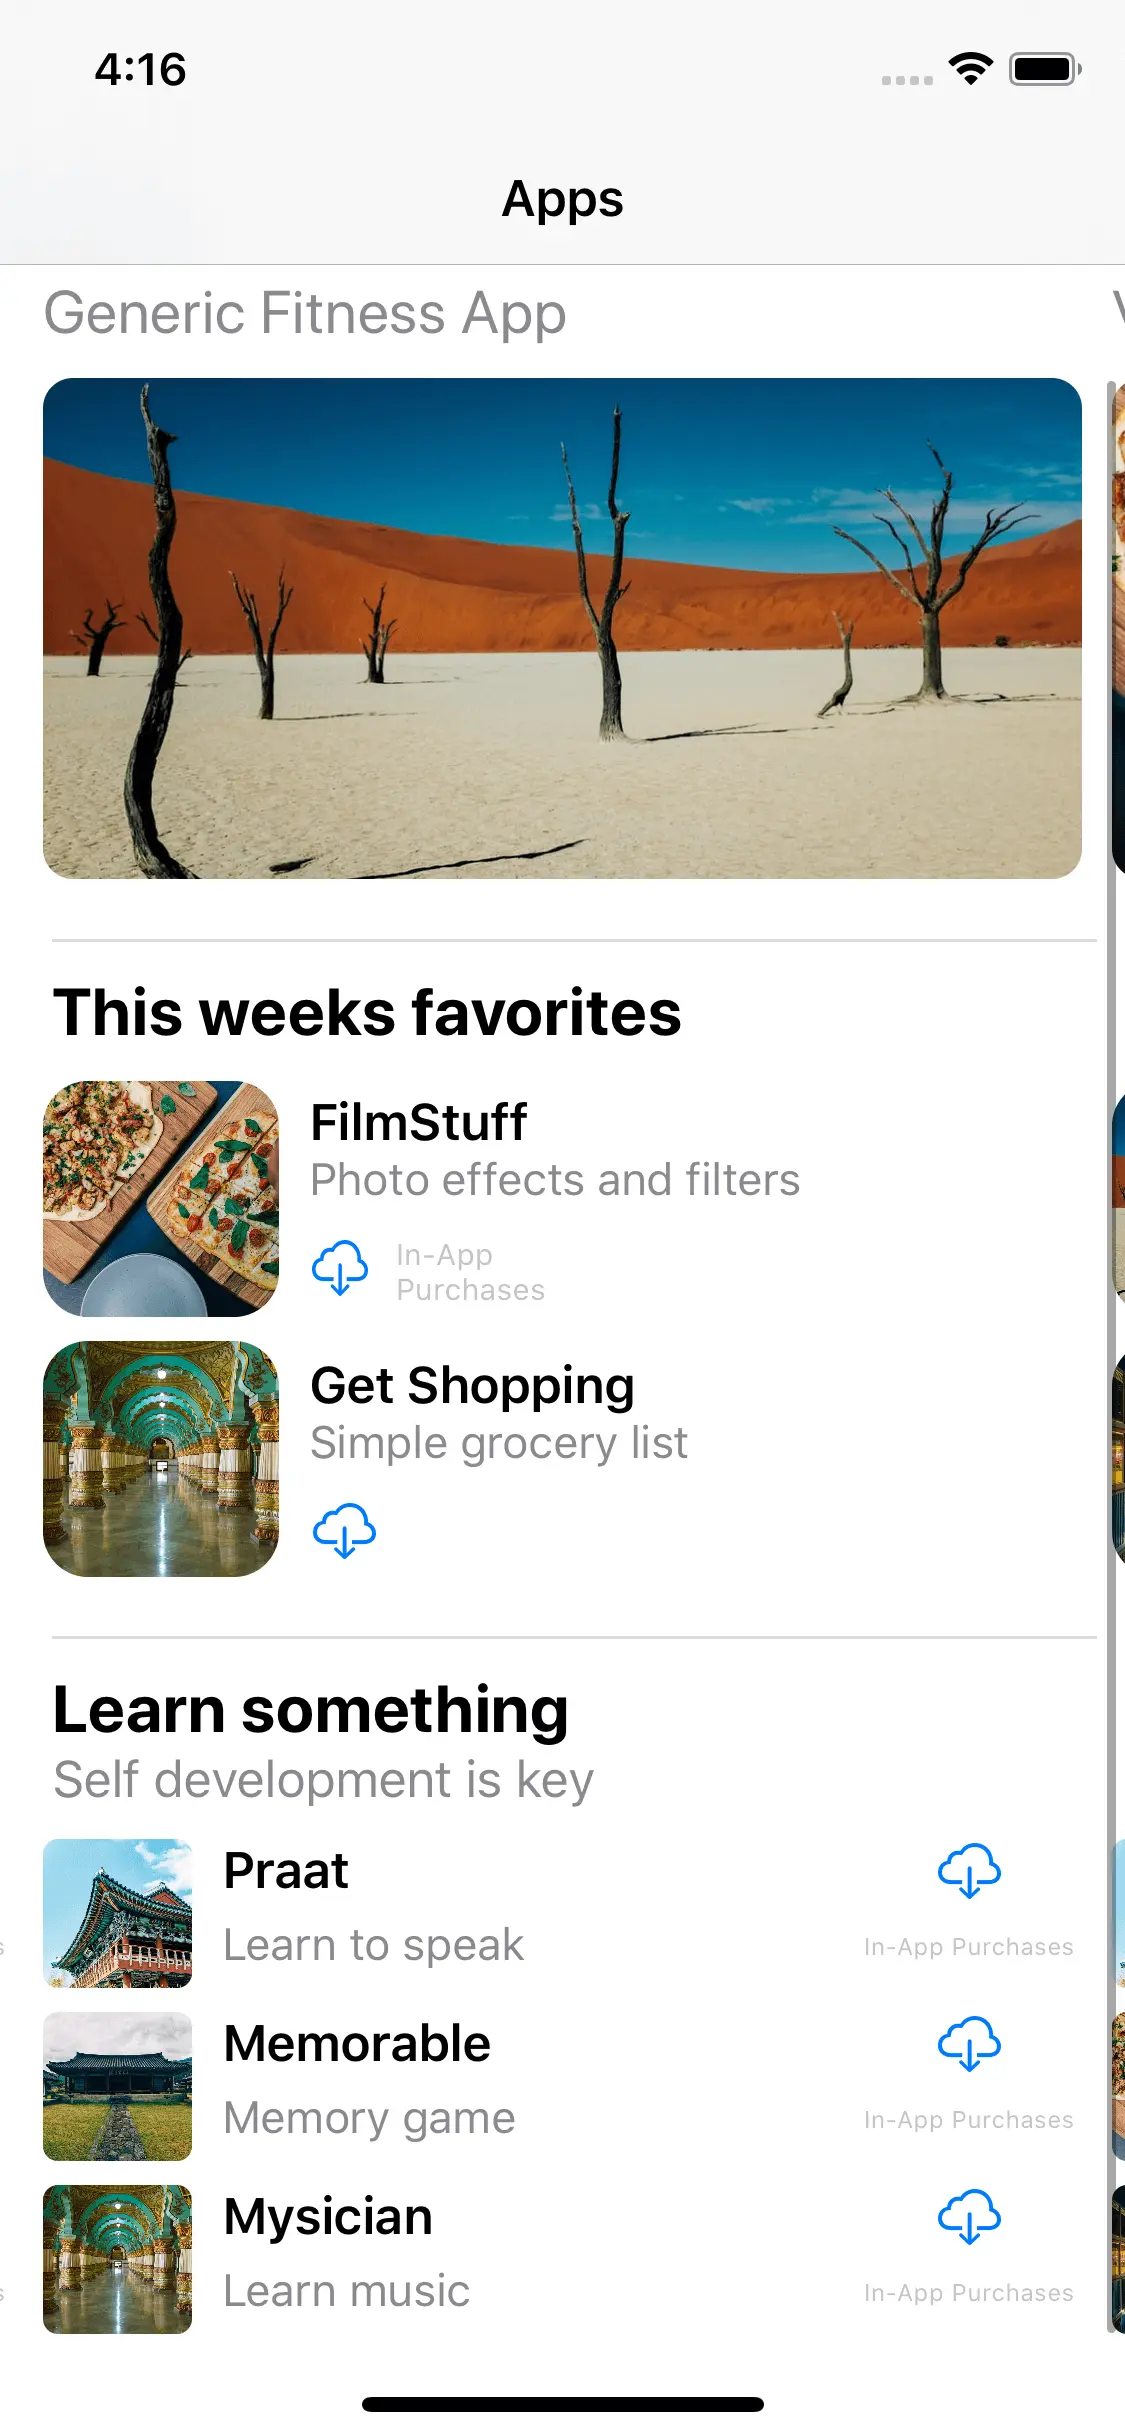 4:16
Apps
Generic Fitness App
This weeks favorites
FilmStuff
Photo effects and filters
In-App
Purchases
Get Shopping
Simple grocery list
Learn something
Self development is key
Praat
Learn to speak
In-App Purchases
Memorable
Memory game
In-App Purchases
Mysician
Learn music
In-App Purchases